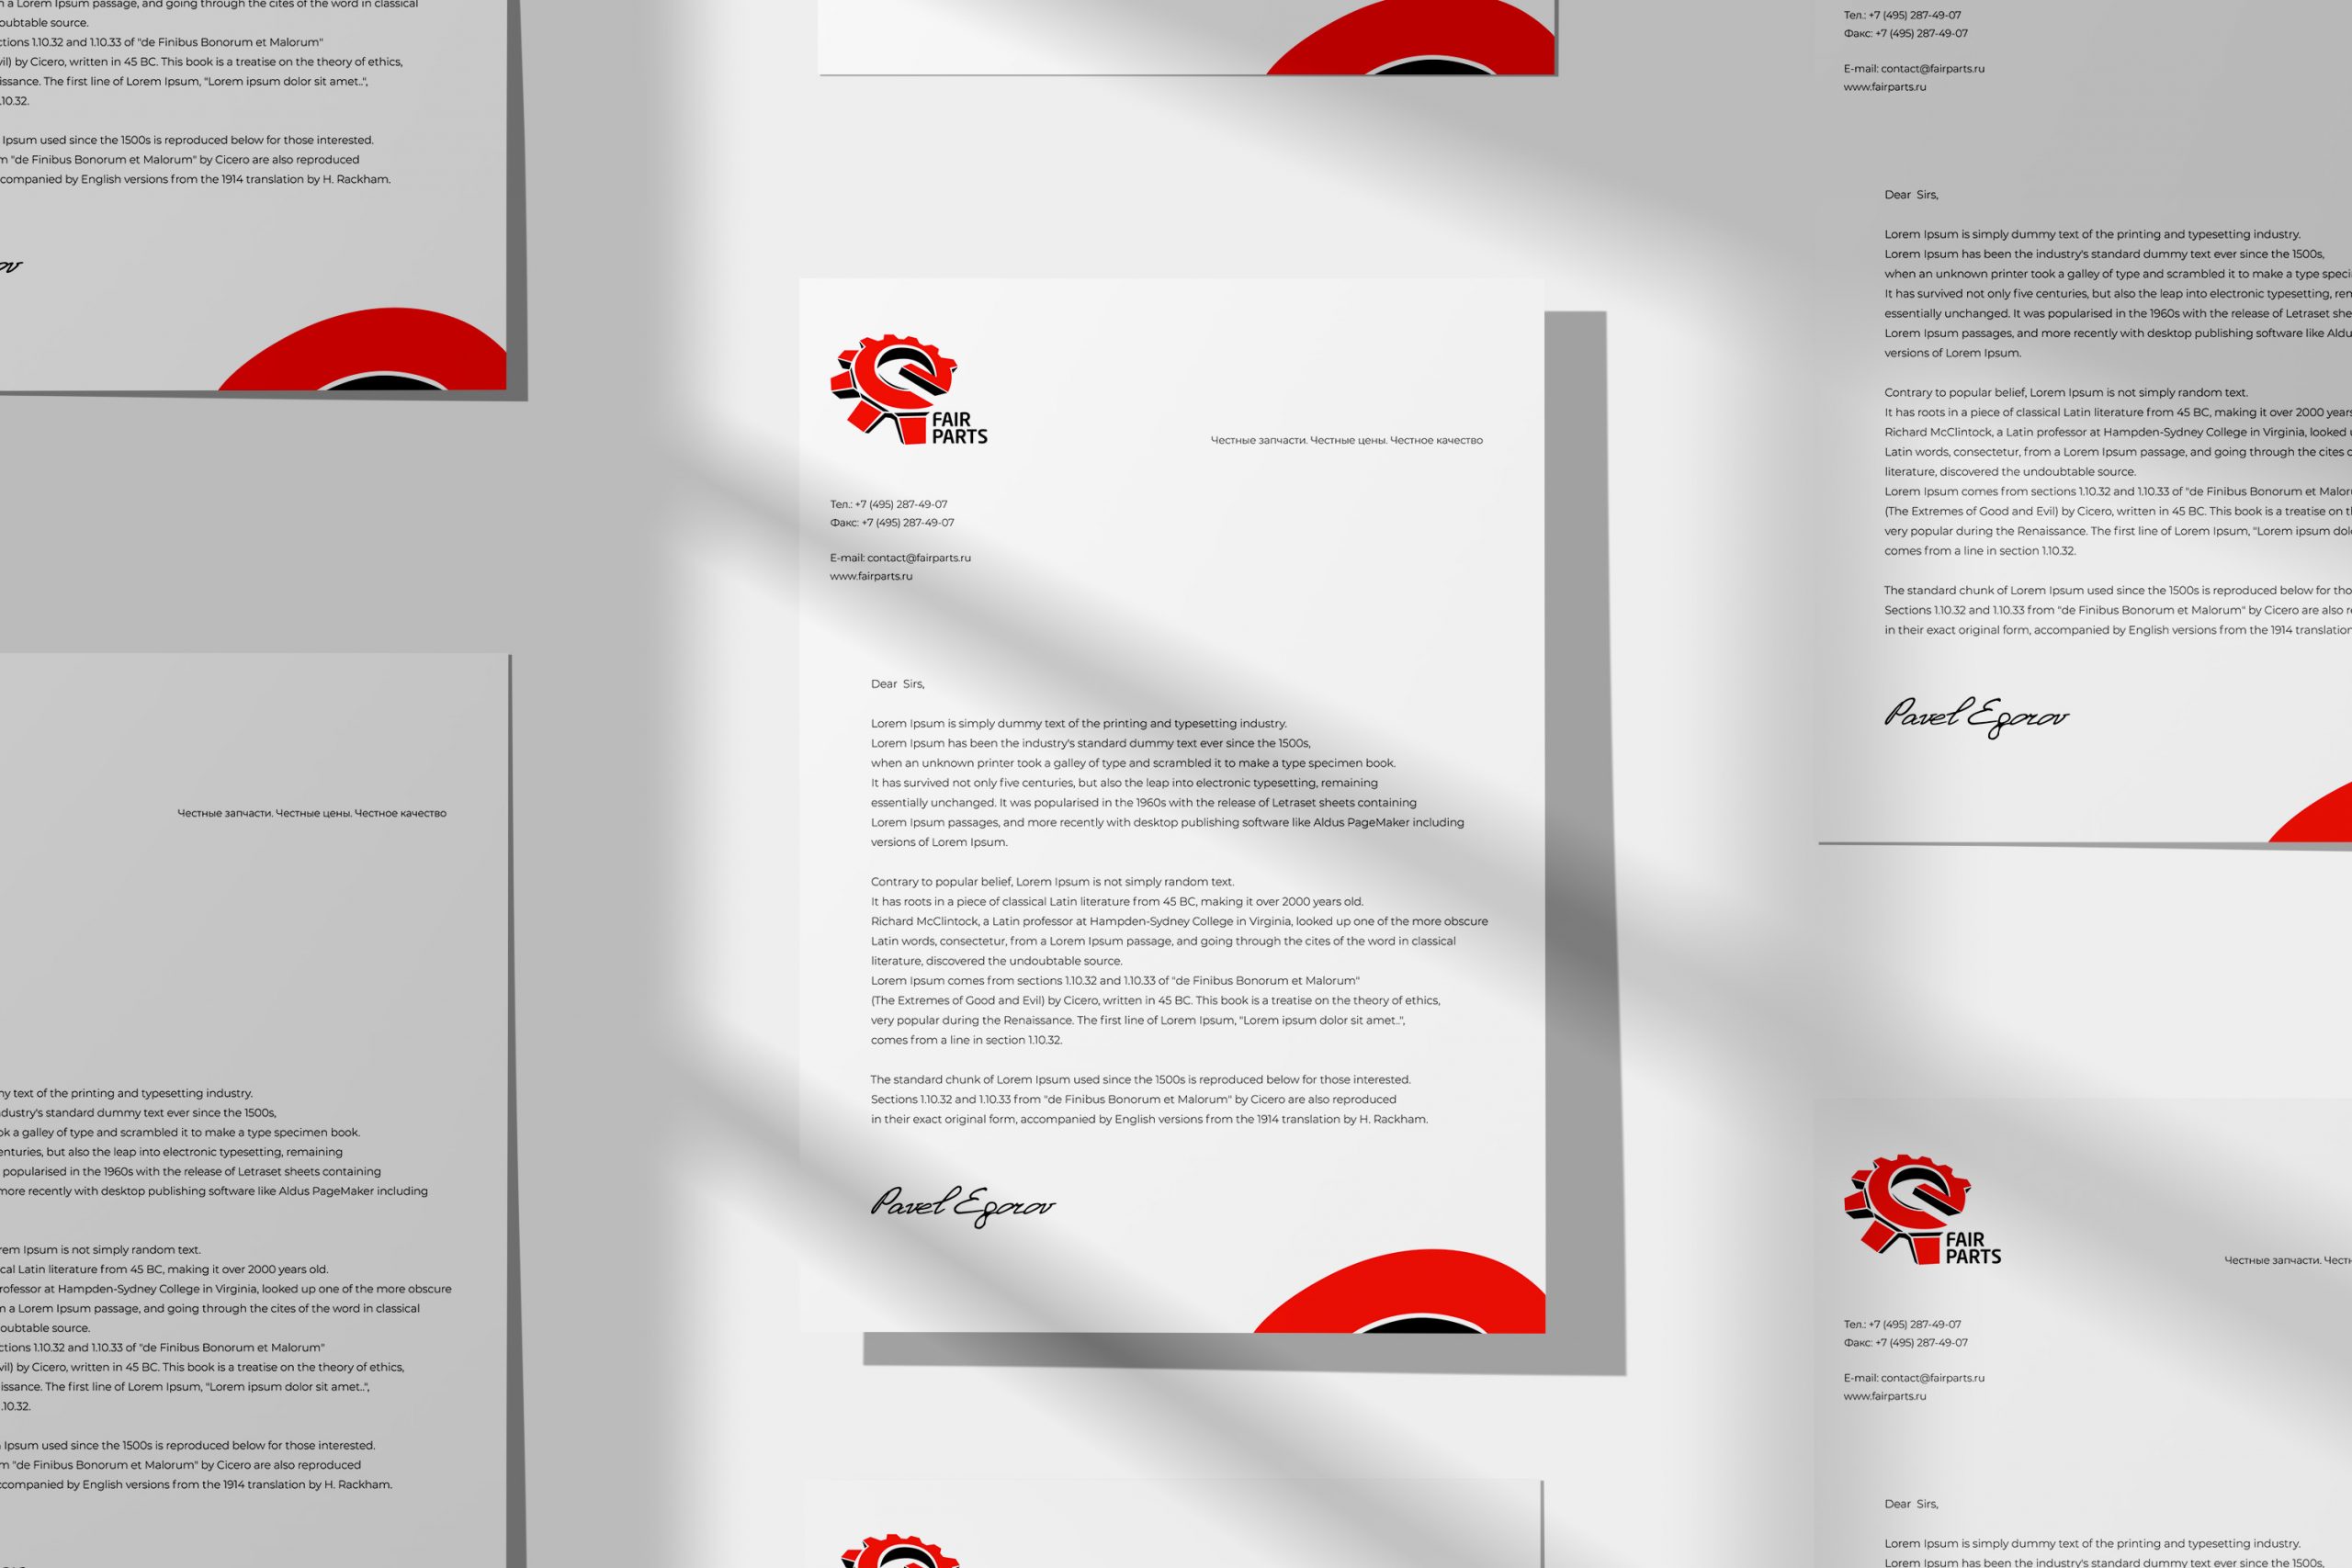 n a Lorem Ipsum passage, and going through the cites of the word in classical
oubtable source.
ctions 1.10.32 and 1.10.33 of "de Finibus Bonorum et Malorum"
vil) by Cicero, written in 45 BC. This book is a treatise on the theory of ethics,
issance. The first line of Lorem Ipsum, "Lorem ipsum dolor sit amet..",
.10.32.
Ipsum used since the 1500s is reproduced below for those interested.
m "de Finibus Bonorum et Malorum" by Cicero are also reproduced
ccompanied by English versions from the 1914 translation by H. Rackham.
ov
Честные запчасти. Честные цены. Честное качество
my text of the printing and typesetting industry.
ndustry's standard dummy text ever since the 1500s,
ok a galley of type and scrambled it to make a type specimen book.
enturies, but also the leap into electronic typesetting, remaining
popularised in the 1960s with the release of Letraset sheets containing
more recently with desktop publishing software like Aldus PageMaker including
rem Ipsum is not simply random text.
cal Latin literature from 45 BC, making it over 2000 years old.
rofessor at Hampden-Sydney College in Virginia, looked up one of the more obscure
m a Lorem Ipsum passage, and going through the cites of the word in classical
oubtable source.
ctions 1.10.32 and 1.10.33 of "de Finibus Bonorum et Malorum"
vil) by Cicero, written in 45 BC. This book is a treatise on the theory of ethics,
issance. The first line of Lorem Ipsum, "Lorem ipsum dolor sit amet..",
.10.32.
Ipsum used since the 1500s is reproduced below for those interested.
m "de Finibus Bonorum et Malorum" by Cicero are also reproduced
ccompanied by English versions from the 1914 translation by H. Rackham.
FAIR
PARTS
Честные запчасти. Честные цены. Честное качество
Тел.: +7 (495) 287-49-07
Факс: +7 (495) 287-49-07
E-mail: contact@fairparts.ru
www.fairparts.ru
Dear Sirs,
Lorem Ipsum is simply dummy text of the printing and typesetting industry.
Lorem Ipsum has been the industry's standard dummy text ever since the 1500s,
when an unknown printer took a galley of type and scrambled it to make a type specimen book.
It has survived not only five centuries, but also the leap into electronic typesetting, remaining
essentially unchanged. It was popularised in the 1960s with the release of Letraset sheets containing
Lorem Ipsum passages, and more recently with desktop publishing software like Aldus PageMaker including
versions of Lorem Ipsum.
Contrary to popular belief, Lorem Ipsum is not simply random text.
It has roots in a piece of classical Latin literature from 45 BC, making it over 2000 years old.
Richard McClintock, a Latin professor at Hampden-Sydney College in Virginia, looked up one of the more obscure
Latin words, consectetur, from a Lorem Ipsum passage, and going through the cites of the word in classical
literature, discovered the undoubtable source.
Lorem Ipsum comes from sections 1.10.32 and 1.10.33 of "de Finibus Bonorum et Malorum"
(The Extremes of Good and Evil) by Cicero, written in 45 BC. This book is a treatise on the theory of ethics,
very popular during the Renaissance. The first line of Lorem Ipsum, "Lorem ipsum dolor sit amet..",
comes from a line in section 1.10.32.
The standard chunk of Lorem Ipsum used since the 1500s is reproduced below for those interested.
Sections 1.10.32 and 1.10.33 from "de Finibus Bonorum et Malorum" by Cicero are also reproduced
in their exact original form, accompanied by English versions from the 1914 translation by H. Rackham.
Pavel Egorov
Тел.: +7 (495) 287-49-07
Факс: +7 (495) 287-49-07
E-mail: contact@fairparts.ru
www.fairparts.ru
Dear Sirs,
Lorem Ipsum is simply dummy text of the printing and typesetting industry.
Lorem Ipsum has been the industry's standard dummy text ever since the 1500s,
when an unknown printer took a galley of type and scrambled it to make a type speci
It has survived not only five centuries, but also the leap into electronic typesetting, rem
essentially unchanged. It was popularised in the 1960s with the release of Letraset she
Lorem Ipsum passages, and more recently with desktop publishing software like Aldu
versions of Lorem Ipsum.
Contrary to popular belief, Lorem Ipsum is not simply random text.
It has roots in a piece of classical Latin literature from 45 BC, making it over 2000 years
Richard McClintock, a Latin professor at Hampden-Sydney College in Virginia, looked u
Latin words, consectetur, from a Lorem Ipsum passage, and going through the cites o
literature, discovered the undoubtable source.
Lorem Ipsum comes from sections 1.10.32 and 1.10.33 of "de Finibus Bonorum et Malor
(The Extremes of Good and Evil) by Cicero, written in 45 BC. This book is a treatise on th
very popular during the Renaissance. The first line of Lorem Ipsum, "Lorem ipsum dolo
comes from a line in section 1.10.32.
The standard chunk of Lorem Ipsum used since the 1500s is reproduced below for tho
Sections 1.10.32 and 1.10.33 from "de Finibus Bonorum et Malorum" by Cicero are also re
in their exact original form, accompanied by English versions from the 1914 translation
Pavel Egorov
FAIR
PARTS
Честные запчасти. Честн
Тел.: +7 (495) 287-49-07
Факс: +7 (495) 287-49-07
E-mail: contact@fairparts.ru
www.fairparts.ru
Dear Sirs,
Lorem Ipsum is simply dummy text of the printing and typesetting industry.
Lorem Ipsum has been the industry's standard dummy text ever since the 1500s,